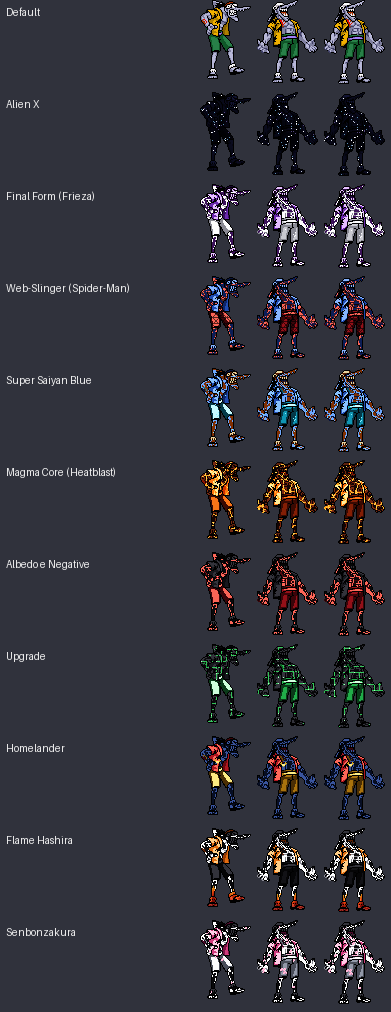 Default
Alien X
Final Form (Frieza)
Web-Slinger (Spider-Man)
Super Saiyan Blue
Magma Core (Heatblast)
Albedo e Negative
Upgrade
Homelander
Flame Hashira
Senbonzakura